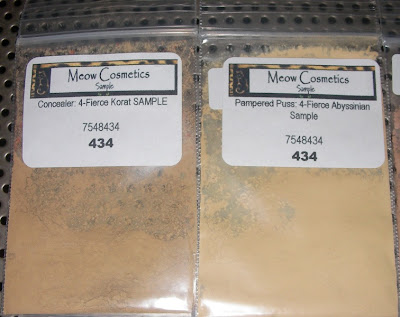 Meow Cosmetics
Sample
Concealer: 4-Fierce Korat SAMPLE
7548434
434
Meow Cosmetics
Sample
Pampered Puss: 4-Fierce Abyssinian
Sample
7548434
434